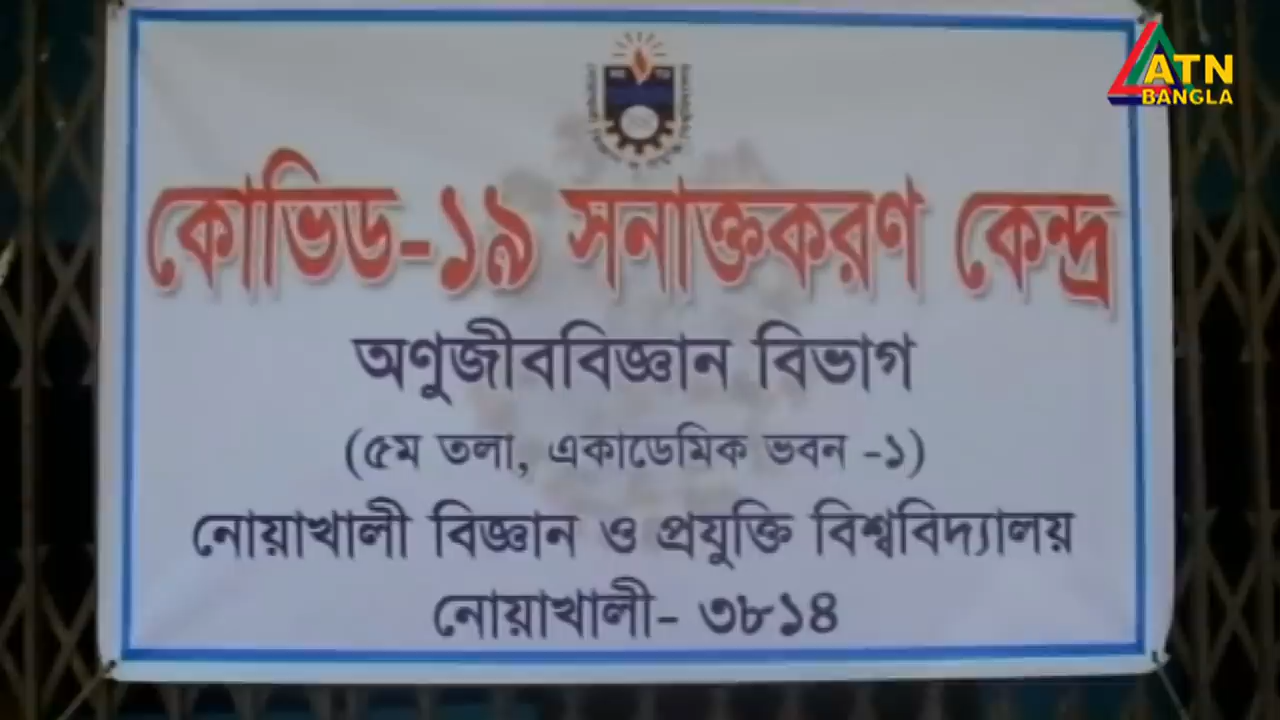 ATN
BANGLA
কোভিড-১৯ সনাক্তকরণ কেন্দ্র
অণুজীববিজ্ঞান বিভাগ
(৫ম তলা, একাডেমিক ভবন -১)
নোয়াখালী বিজ্ঞান ও প্রযুক্তি বিশ্ববিদ্যালয়
নোয়াখালী- ৩৮১৪